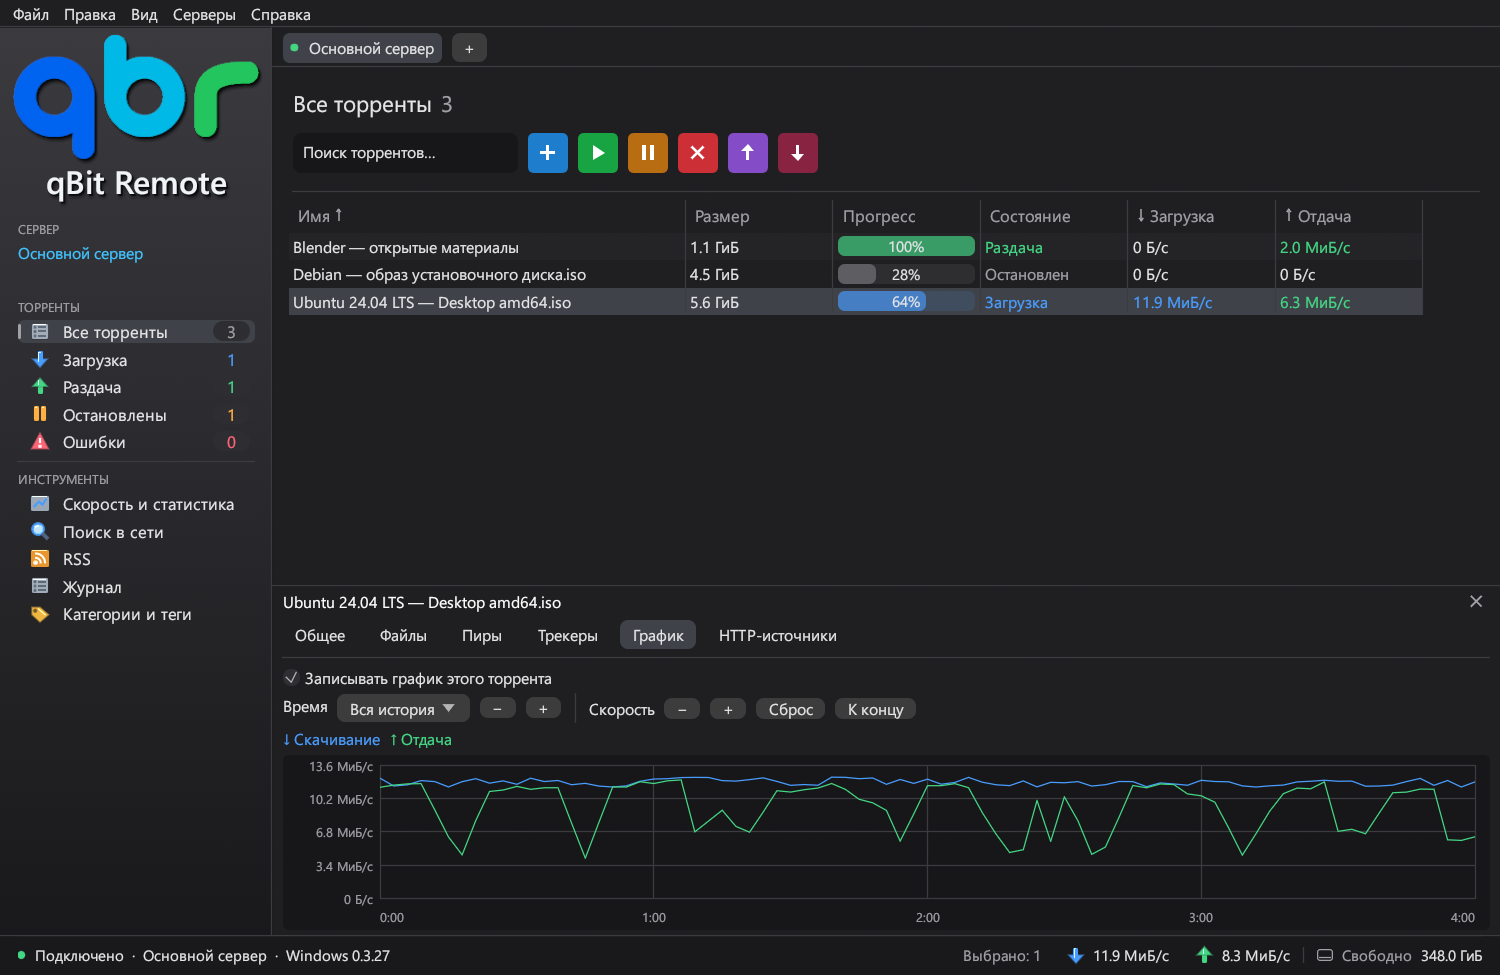 Файл Правка Вид Серверы Справка
qbr
qBit Remote
СЕРВЕР
Основной сервер
ТОРРЕНТЫ
Все торренты 3
Загрузка 1
Раздача 1
Остановлены 1
Ошибки 0
ИНСТРУМЕНТЫ
Скорость и статистика
Поиск в сети
RSS
Журнал
Категории и теги
Основной сервер +
Все торренты 3
Поиск торрентов...
Имя ↑ Размер Прогресс Состояние ↓ Загрузка ↑ Отдача
Blender — открытые материалы 1.1 ГиБ 100% Раздача 0 Б/с 2.0 МиБ/с
Debian — образ установочного диска.iso 4.5 ГиБ 28% Остановлен 0 Б/с 0 Б/с
Ubuntu 24.04 LTS — Desktop amd64.iso 5.6 ГиБ 64% Загрузка 11.9 МиБ/с 6.3 МиБ/с
Ubuntu 24.04 LTS — Desktop amd64.iso
Общее Файлы Пиры Трекеры График HTTP-источники
Записывать график этого торрента
Время Вся история − + Скорость − + Сброс К концу
↓ Скачивание ↑ Отдача
13.6 МиБ/с
10.2 МиБ/с
6.8 МиБ/с
3.4 МиБ/с
0 Б/с
0:00 1:00 2:00 3:00 4:00
Подключено · Основной сервер · Windows 0.3.27 Выбрано: 1 11.9 МиБ/с 8.3 МиБ/с Свободно 348.0 ГиБ